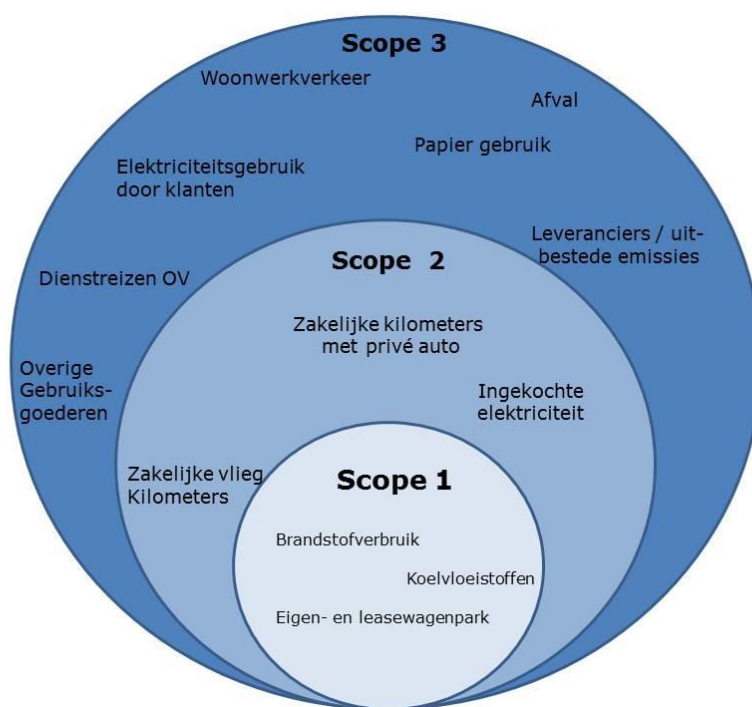 Scope 3
Woonwerkverkeer
Afval
Papier gebruik
Elektriciteitsgebruik
door klanten
Leveranciers / uit-
bestede emissies
Dienstreizen OV
Scope 2
Zakelijke kilometers
met privé auto
Overige
Gebruiks-
goederen
Ingekochte
elektriciteit
Zakelijke vlieg
Kilometers
Scope 1
Brandstofverbruik
Koelvloeistoffen
Eigen- en leasewagenpark